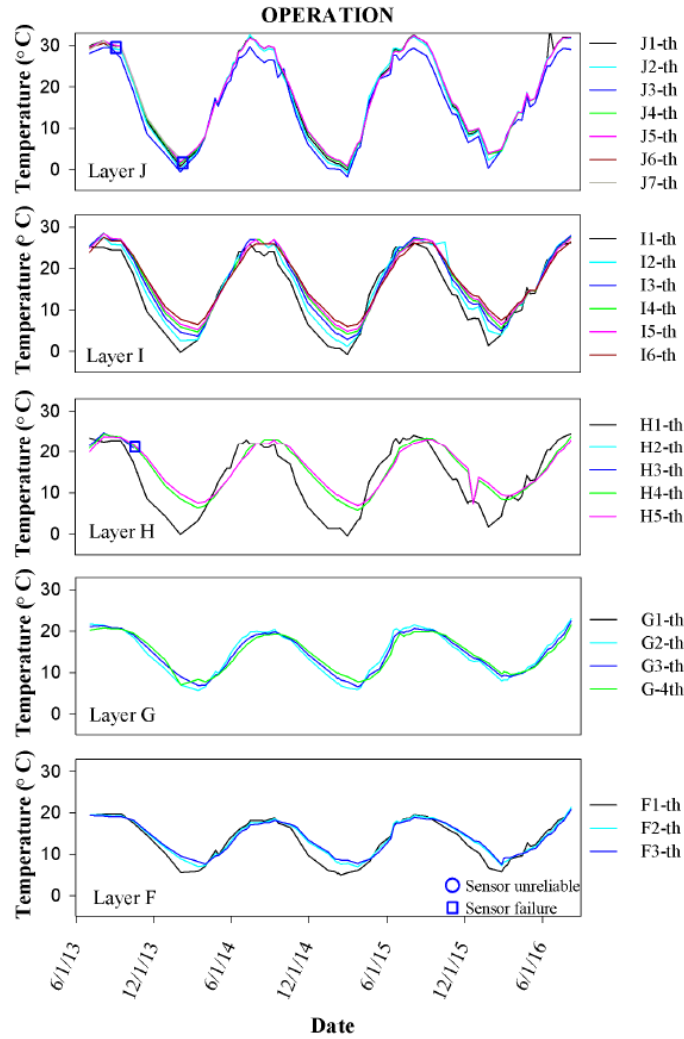 OPERATION
Temperature (° C)
30
20
10
0
Layer J
J1-th
J2-th
J3-th
J4-th
J5-th
J6-th
J7-th
Temperature (° C)
30
20
10
0
Layer I
I1-th
I2-th
I3-th
I4-th
I5-th
I6-th
Temperature (° C)
30
20
10
0
Layer H
H1-th
H2-th
H3-th
H4-th
H5-th
Temperature (° C)
30
20
10
0
Layer G
G1-th
G2-th
G3-th
G-4th
Temperature (° C)
30
20
10
0
Layer F
F1-th
F2-th
F3-th
Sensor unreliable
Sensor failure
6/1/13
12/1/13
6/1/14
12/1/14
6/1/15
12/1/15
6/1/16
Date